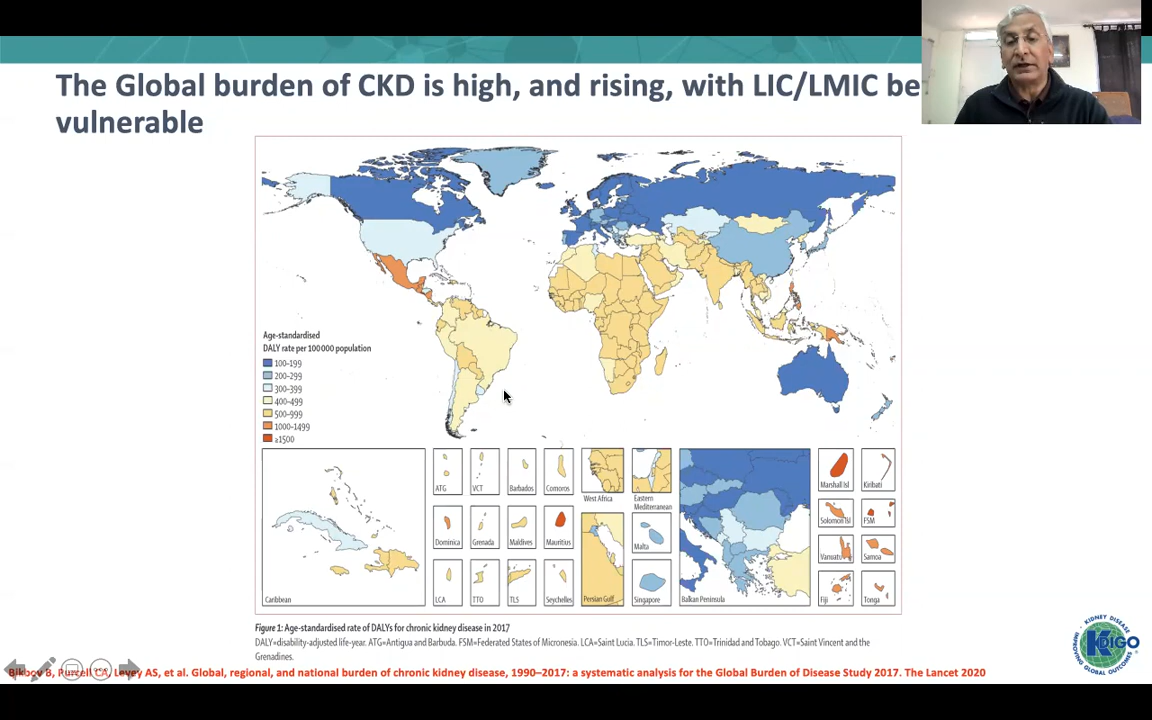 The Global burden of CKD is high, and rising, with LIC/LMIC be
vulnerable
Age-standardised
DALY rate per 100 000 population
100–199
200–299
300–399
400–499
500–999
1000–1499
≥1500
Caribbean
ATG
VCT
Barbados
Comoros
West Africa
Eastern
Mediterranean
Marshall Isl
Kiribati
Dominica
Grenada
Maldives
Mauritius
Malta
Solomon Isl
FSM
Vanuatu
Samoa
LCA
TTO
TLS
Seychelles
Persian Gulf
Singapore
Balkan Peninsula
Fiji
Tonga
Figure 1: Age-standardised rate of DALYs for chronic kidney disease in 2017
DALY=disability-adjusted life-year. ATG=Antigua and Barbuda. FSM=Federated States of Micronesia. LCA=Saint Lucia. TLS=Timor-Leste. TTO=Trinidad and Tobago. VCT=Saint Vincent and the
Grenadines.
Bikbov B, Purcell CA, Levey AS, et al. Global, regional, and national burden of chronic kidney disease, 1990–2017: a systematic analysis for the Global Burden of Disease Study 2017. The Lancet 2020
KIDNEY DISEASE
KDIGO
IMPROVING GLOBAL OUTCOMES